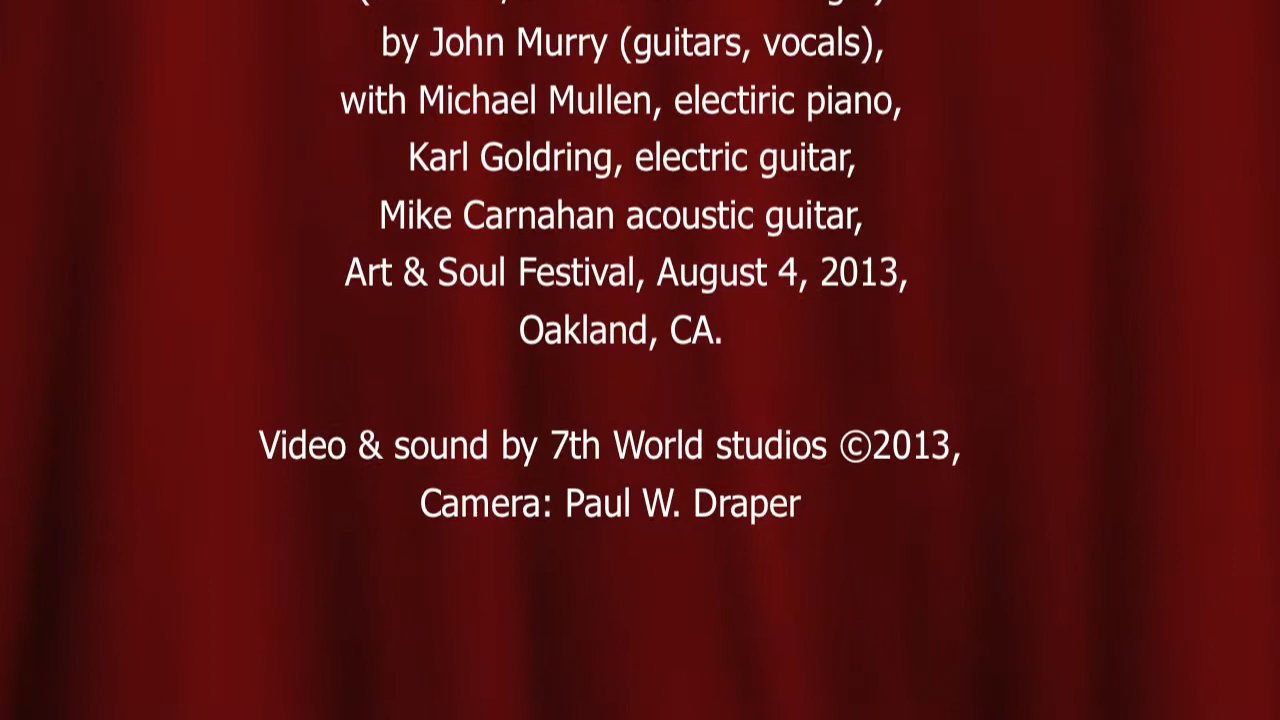 by John Murry (guitars, vocals),
with Michael Mullen, electiric piano,
Karl Goldring, electric guitar,
Mike Carnahan acoustic guitar,
Art & Soul Festival, August 4, 2013,
Oakland, CA.
Video & sound by 7th World studios ©2013,
Camera: Paul W. Draper